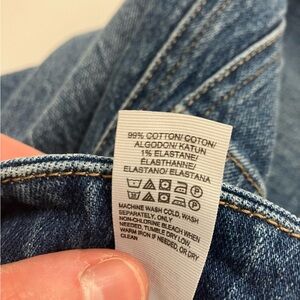 99% COTTON/ COTON/
ALGODON/ KATUN
1% ELASTANE/
ÉLASTHANNE/
ELASTANO/ ELASTANA
MACHINE WASH COLD, WASH
SEPARATELY, ONLY
NON-CHLORINE BLEACH WHEN
NEEDED, TUMBLE DRY LOW,
WARM IRON IF NEEDED, OR DRY
CLEAN